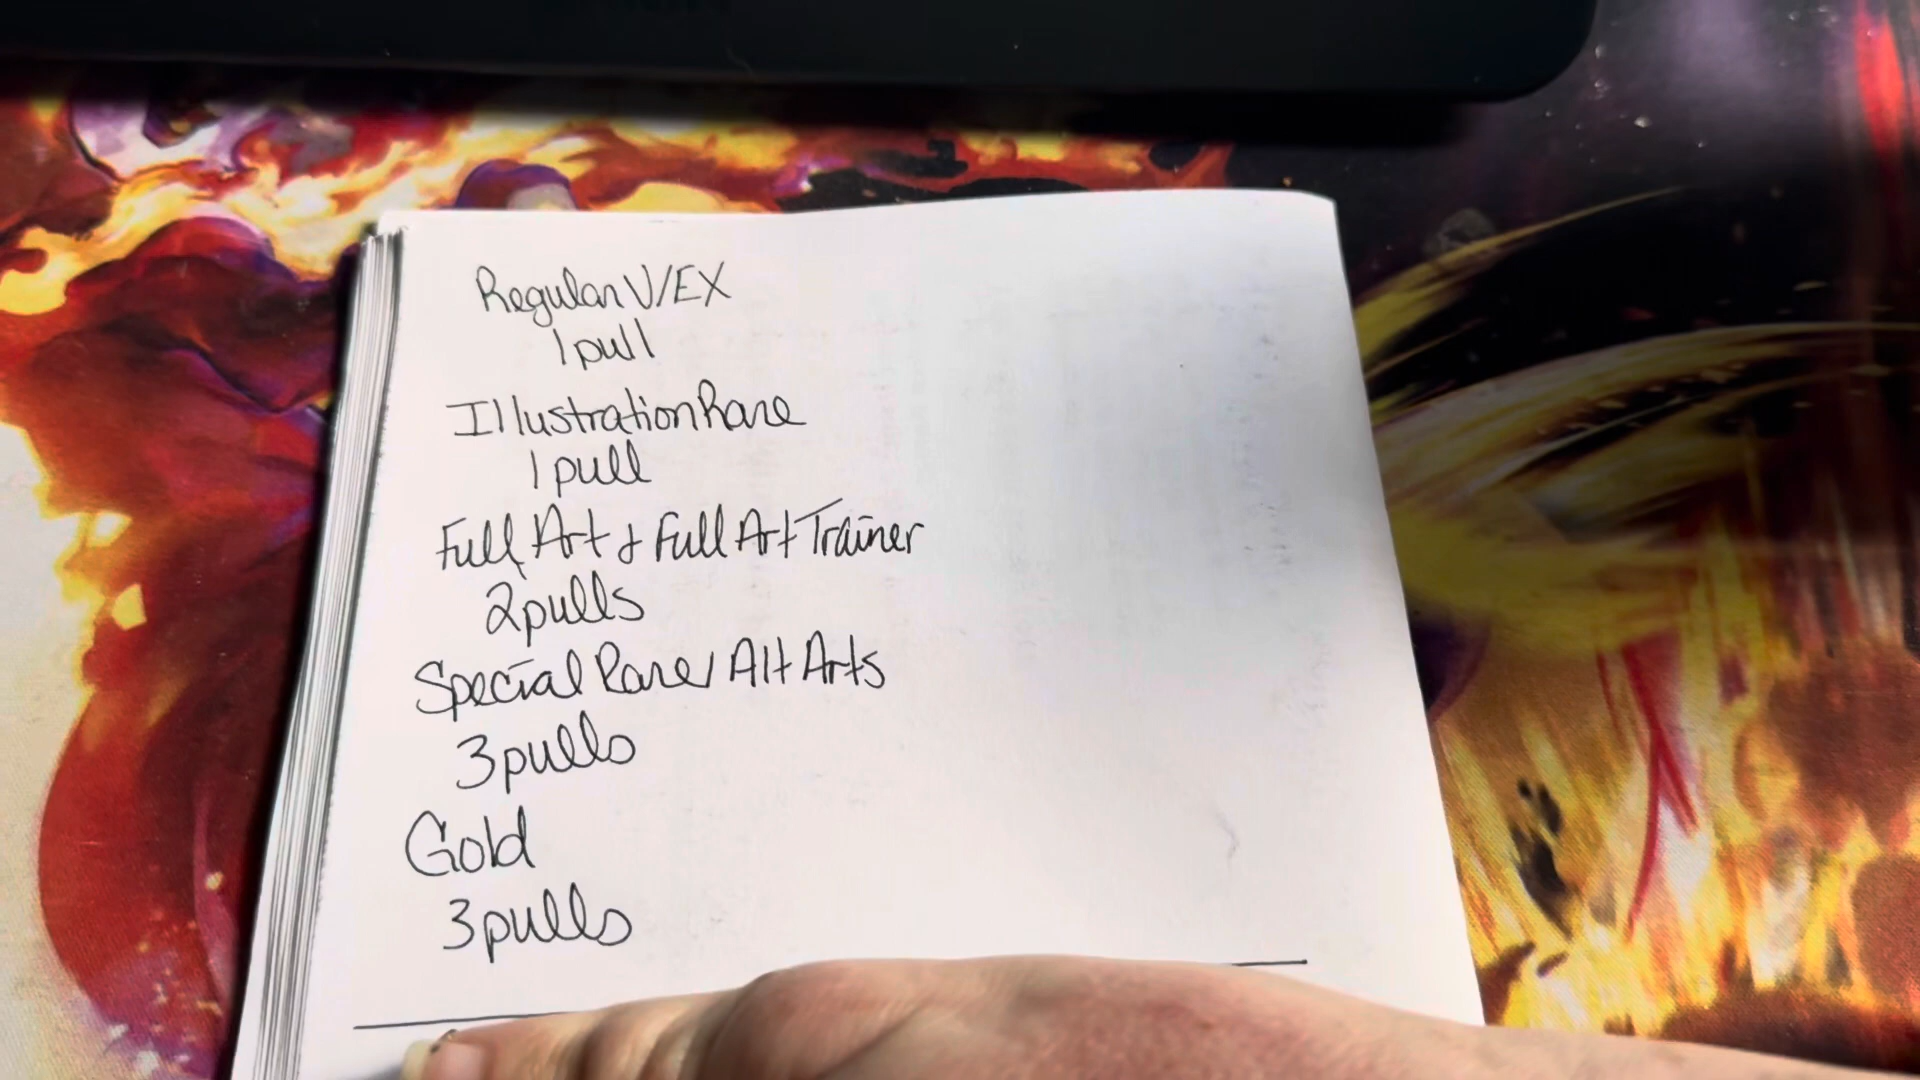 Regular V/EX
1 pull
Illustration Rare
1 pull
Full Art & Full Art Trainer
2 pulls
Special Rare/Alt Arts
3 pulls
Gold
3 pulls